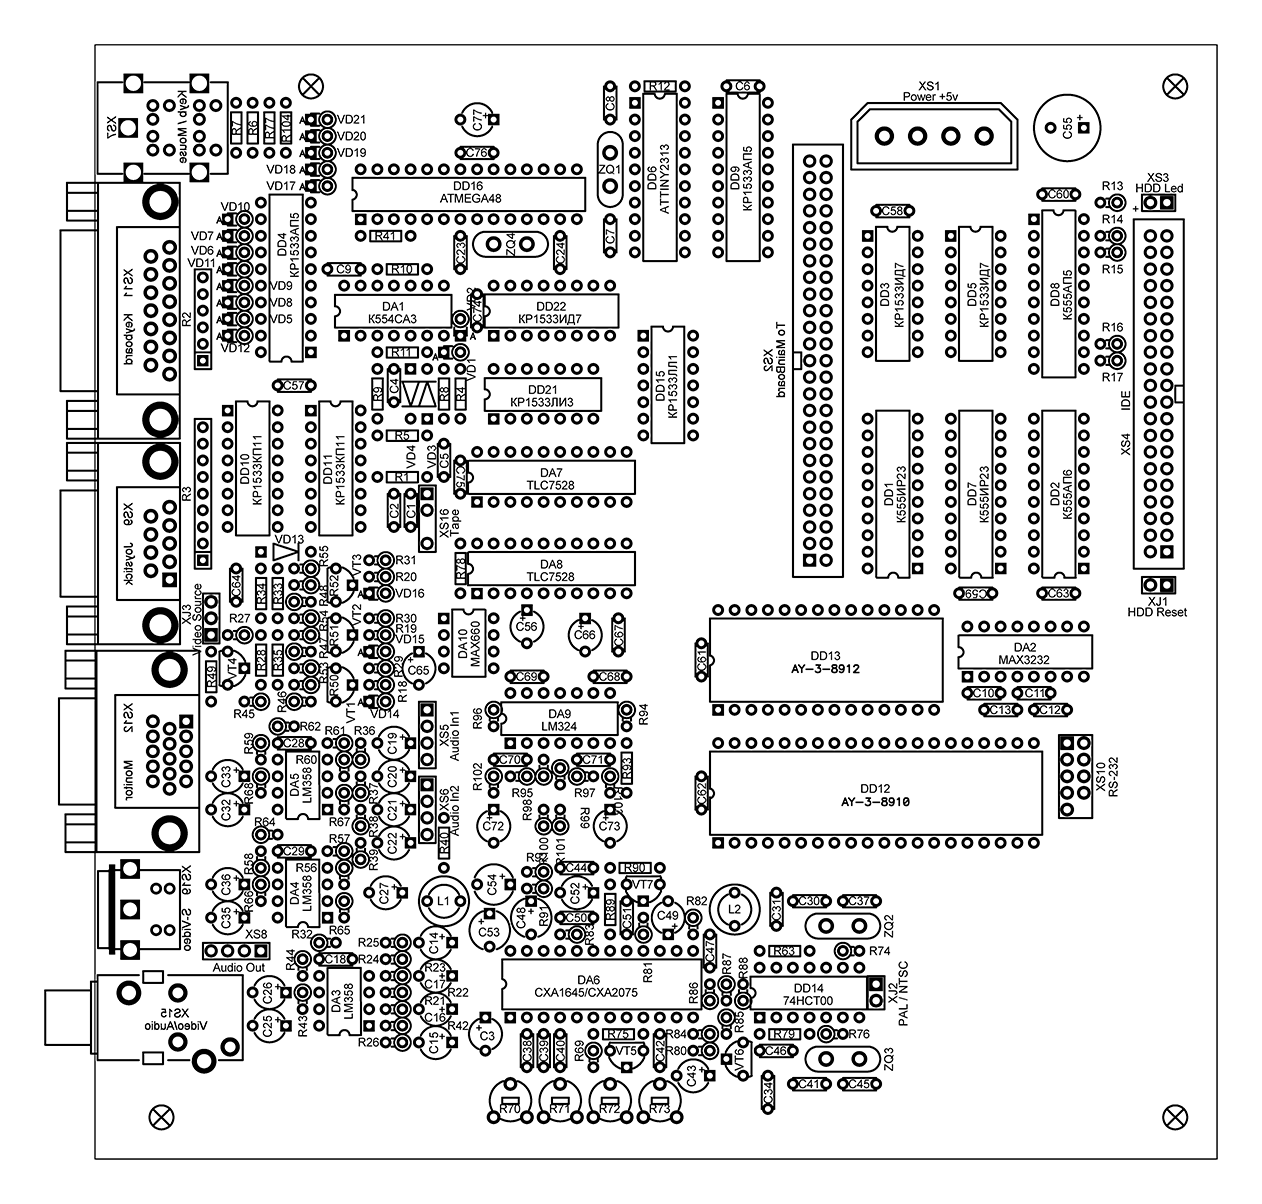 XS7
Keyb / Mouse
R7
R6
R77
R104
A
VD21
A
VD20
A
VD19
VD18
A
VD17
A
C77
C76
DD16
ATMEGA48
R41
C23
ZQ4
C24
C8
ZQ1
C7
R12
DD6
ATTINY2313
C6
DD9
КР1533АП5
XS1
Power +5v
C55
+
XS3
HDD Led
+
R13
R14
R15
R16
R17
C60
C58
DD3
КР1533ИД7
DD5
КР1533ИД7
DD8
К555АП5
IDE
XS4
XS2
To MainBoard
XS11
Keyboard
VD10
VD7
VD6
VD11
VD9
VD8
VD5
VD12
R2
DD4
КР1533АП5
C9
R10
DA1
К554СА3
C74
DD22
КР1533ИД7
R11
VD1
R9
C4
R8
R4
DD21
КР1533ЛИ3
DD15
КР1533ЛЛ1
C57
DD10
КР1533КП11
DD11
КР1533КП11
R5
VD4
VD3
C5
R1
C2
C1
C75
DA7
TLC7528
XS16
Tape
R3
XS9
Joystick
DD1
К555ИР23
DD7
К555ИР23
DD2
К555АП6
C59
C63
XJ1
HDD Reset
VD13
R55
R52
VT3
R31
R20
VD16
R78
DA8
TLC7528
C64
R34
R33
R48
R54
VT2
R51
R47
R30
R19
VD15
R29
R18
VD14
XJ3
Video Source
R27
VT4
R49
R28
R35
R53
R50
VT1
R45
R46
C65
DA10
MAX660
C56
C66
C67
C69
C68
DD13
AY-3-8912
C61
DA2
MAX3232
C10
C11
C13
C12
XS12
Monitor
R62
R59
C28
R61
R36
R60
DA5
LM358
C33
C32
R68
R67
R37
R38
C19
C20
C21
C22
XS5
Audio In1
XS6
Audio In2
R40
R96
DA9
LM324
R94
C70
C71
R93
R102
R95
R97
R98
R99
C72
C73
R100
R101
C62
DD12
AY-3-8910
XS10
RS-232
R64
R57
R39
R58
C29
R56
DA4
LM358
R66
R65
C36
C35
C27
L1
XS19
S-Video
C54
C53
C48
R91
C44
C52
C50
R83
R90
VT7
R89
C51
C49
R82
L2
C31
C30
C37
ZQ2
R74
XS8
Audio Out
R32
R44
C18
R25
R24
C14
R23
C17
R22
R21
C16
R42
C15
R26
C26
C25
R43
DA3
LM358
C3
DA6
CXA1645/CXA2075
R81
C47
R87
R88
R86
R85
R63
DD14
74HCT00
XJ2
PAL / NTSC
XS15
Video/Audio
C38
C39
C40
R69
R75
VT5
C42
R84
R80
C43
VT6
R79
C46
R76
ZQ3
C34
C41
C45
R70
R71
R72
R73